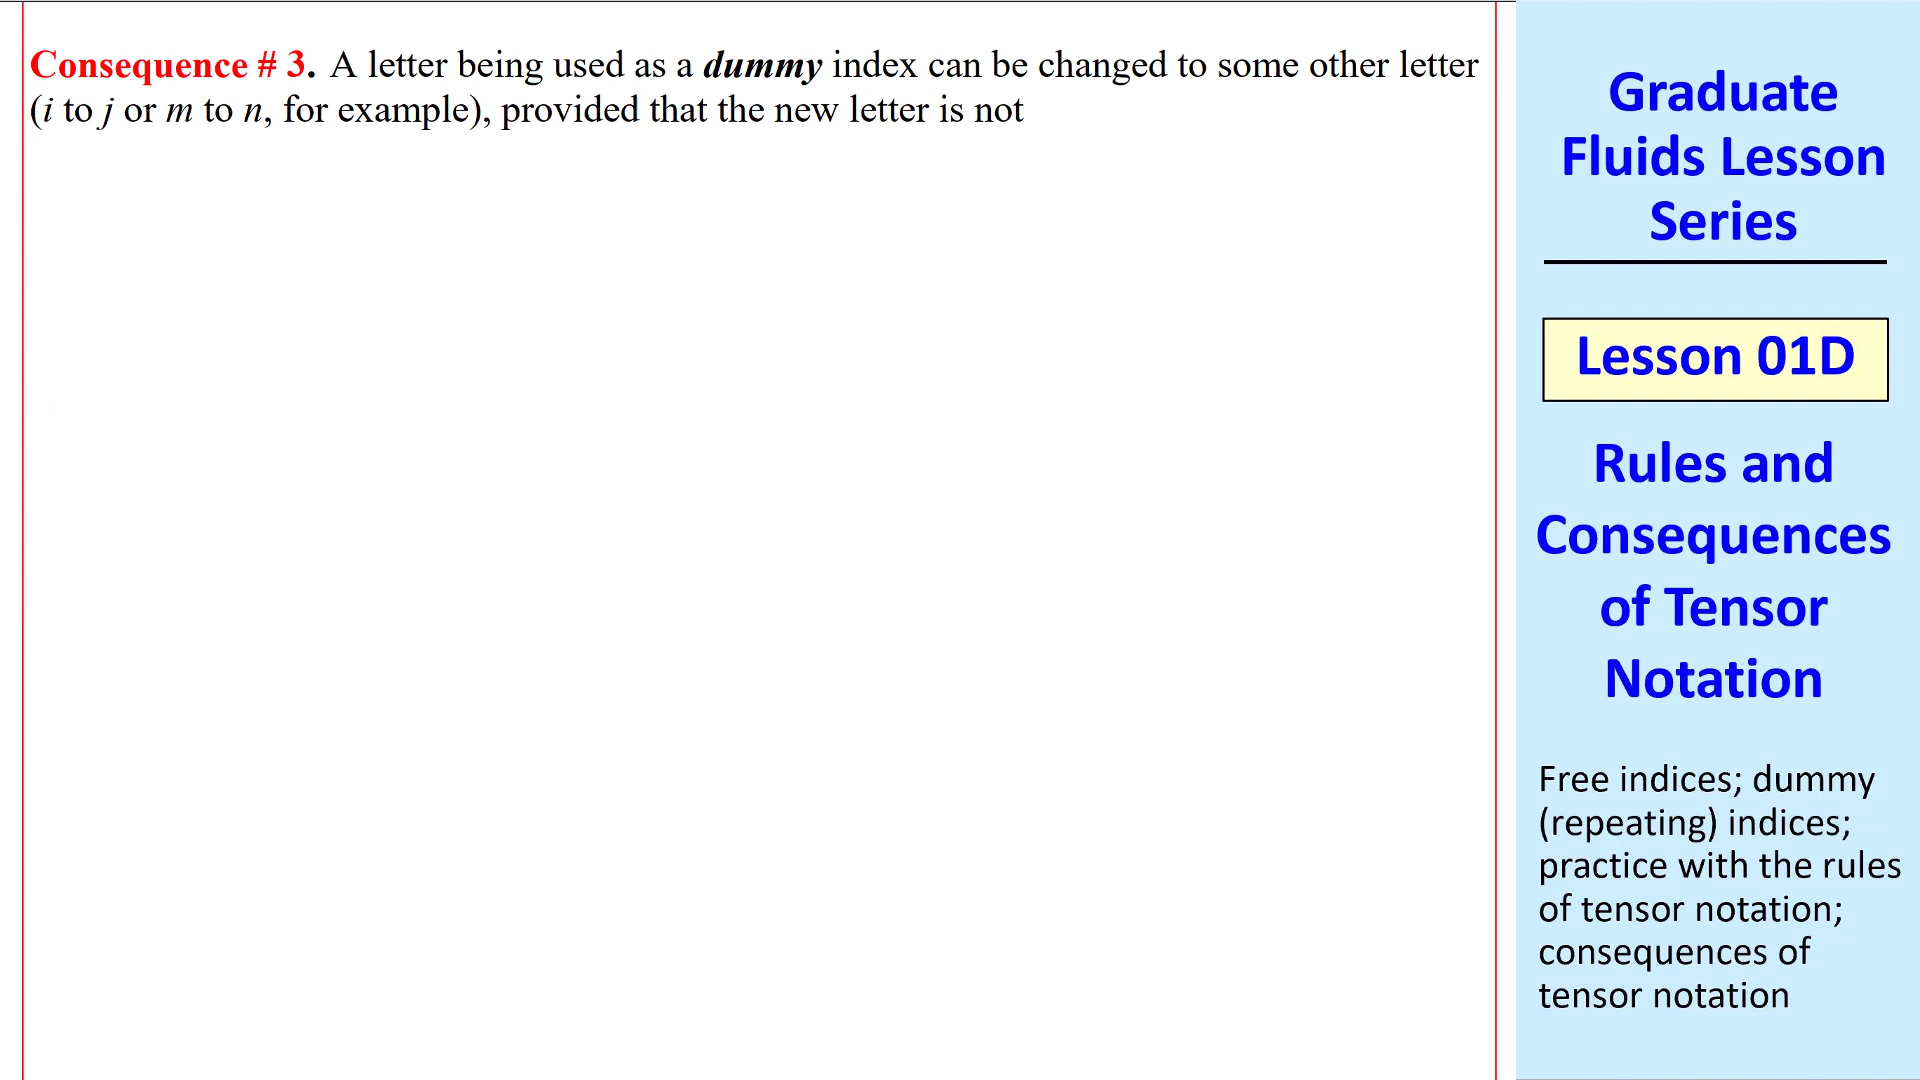 Consequence # 3. A letter being used as a dummy index can be changed to some other letter
(i to j or m to n, for example), provided that the new letter is not
Graduate
Fluids Lesson
Series
Lesson 01D
Rules and
Consequences
of Tensor
Notation
Free indices; dummy
(repeating) indices;
practice with the rules
of tensor notation;
consequences of
tensor notation